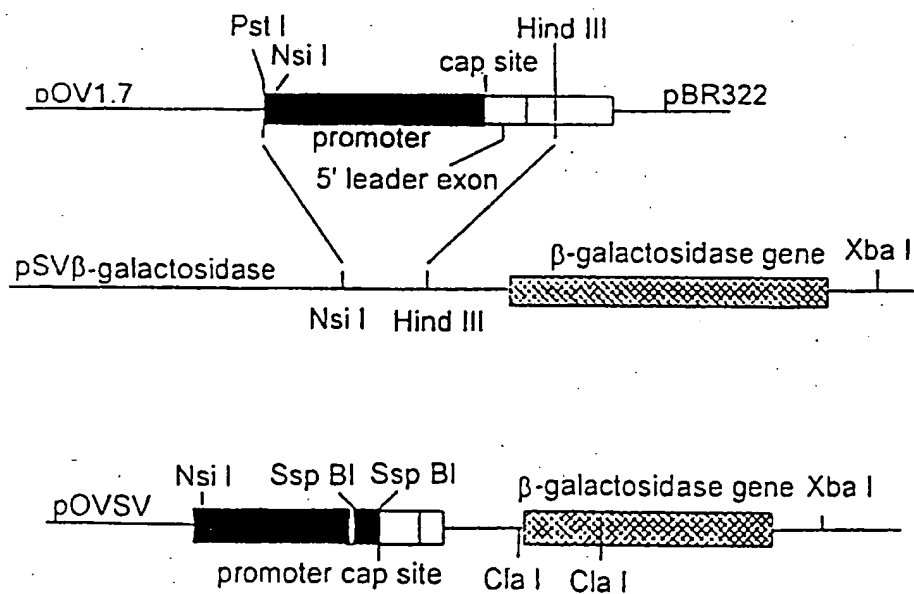 Pst I
Hind III
Nsi I
cap site
pOV1.7
pBR322
promoter
5' leader exon
pSVβ-galactosidase
β-galactosidase gene
Xba I
Nsi I
Hind III
Nsi I
Ssp BI
Ssp BI
β-galactosidase gene
Xba I
pOVSV
promoter
cap site
Cla I
Cla I